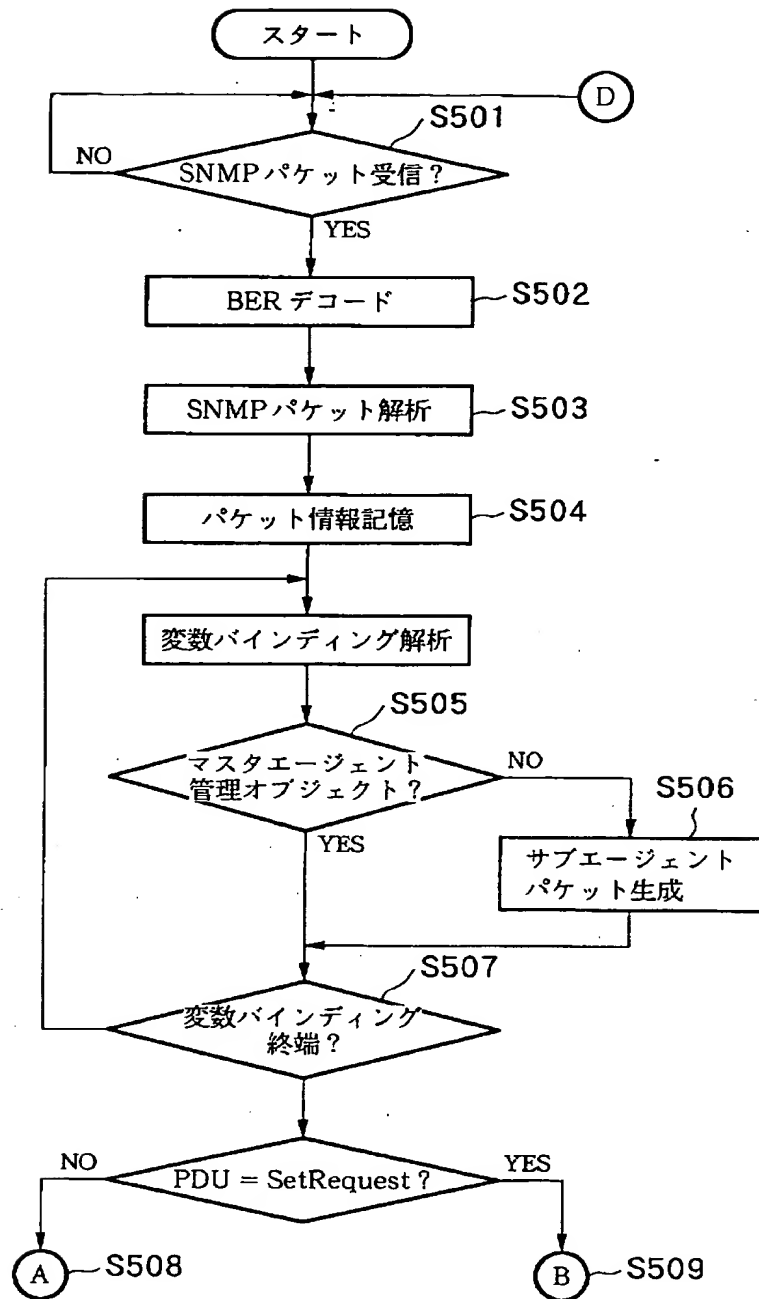 スタート
D
S501
NO
SNMPパケット受信?
YES
BERデコード
S502
SNMPパケット解析
S503
パケット情報記憶
S504
変数バインディング解析
S505
マスタエージェント
管理オブジェクト?
NO
YES
S506
サブエージェント
パケット生成
S507
変数バインディング
終端?
NO
PDU = SetRequest?
YES
A
S508
B
S509